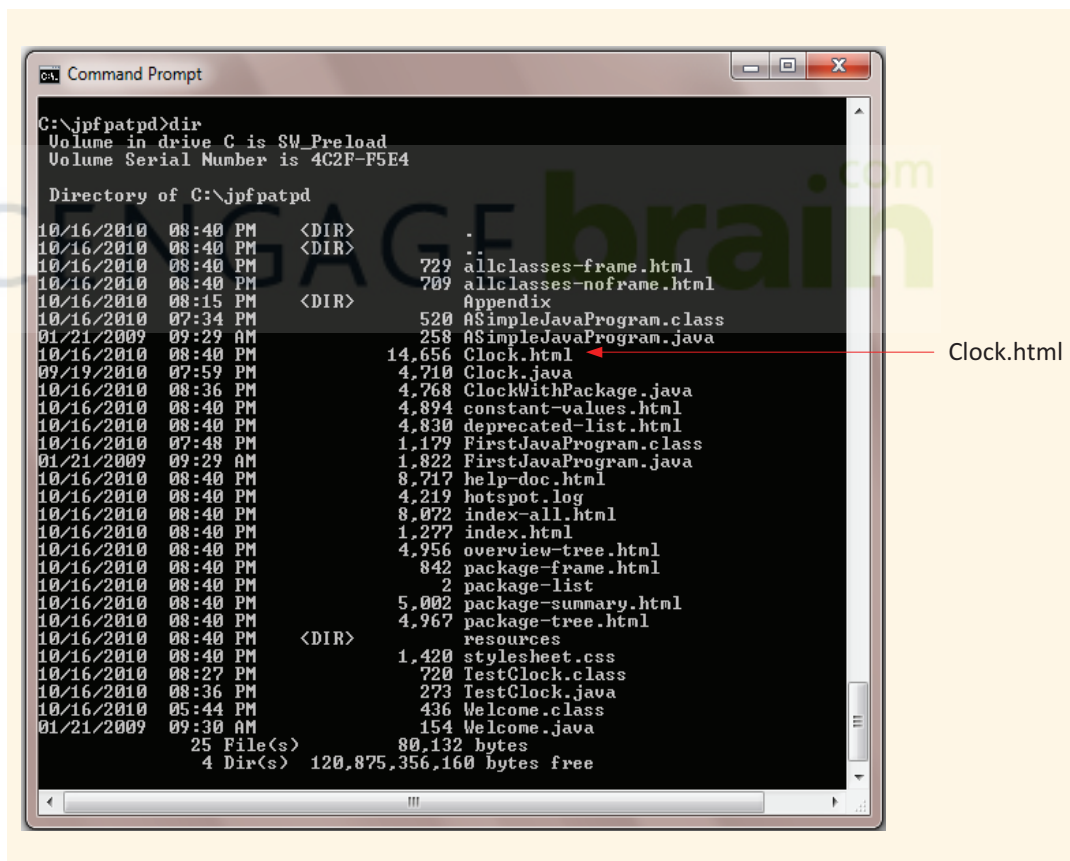 Command Prompt
C:\jpfpatpd>dir
Volume in drive C is SW_Preload
Volume Serial Number is 4C2F-F5E4
Directory of C:\jpfpatpd
10/16/2010 08:40 PM <DIR> .
10/16/2010 08:40 PM <DIR> ..
10/16/2010 08:40 PM 729 allclasses-frame.html
10/16/2010 08:40 PM 709 allclasses-noframe.html
10/16/2010 08:15 PM <DIR> Appendix
10/16/2010 07:34 PM 520 ASimpleJavaProgram.class
01/21/2009 09:29 AM 258 ASimpleJavaProgram.java
10/16/2010 08:40 PM 14,656 Clock.html
Clock.html
09/19/2010 07:59 PM 4,710 Clock.java
10/16/2010 08:36 PM 4,768 ClockWithPackage.java
10/16/2010 08:40 PM 4,894 constant-values.html
10/16/2010 08:40 PM 4,830 deprecated-list.html
10/16/2010 07:48 PM 1,179 FirstJavaProgram.class
01/21/2009 09:29 AM 1,822 FirstJavaProgram.java
10/16/2010 08:40 PM 8,717 help-doc.html
10/16/2010 08:40 PM 4,219 hotspot.log
10/16/2010 08:40 PM 8,072 index-all.html
10/16/2010 08:40 PM 1,277 index.html
10/16/2010 08:40 PM 4,956 overview-tree.html
10/16/2010 08:40 PM 842 package-frame.html
10/16/2010 08:40 PM 2 package-list
10/16/2010 08:40 PM 5,002 package-summary.html
10/16/2010 08:40 PM 4,967 package-tree.html
10/16/2010 08:40 PM <DIR> resources
10/16/2010 08:40 PM 1,420 stylesheet.css
10/16/2010 08:27 PM 720 TestClock.class
10/16/2010 08:36 PM 273 TestClock.java
10/16/2010 05:44 PM 436 Welcome.class
01/21/2009 09:30 AM 154 Welcome.java
25 File(s) 80,132 bytes
4 Dir(s) 120,875,356,160 bytes free
CENGAGE brain .com